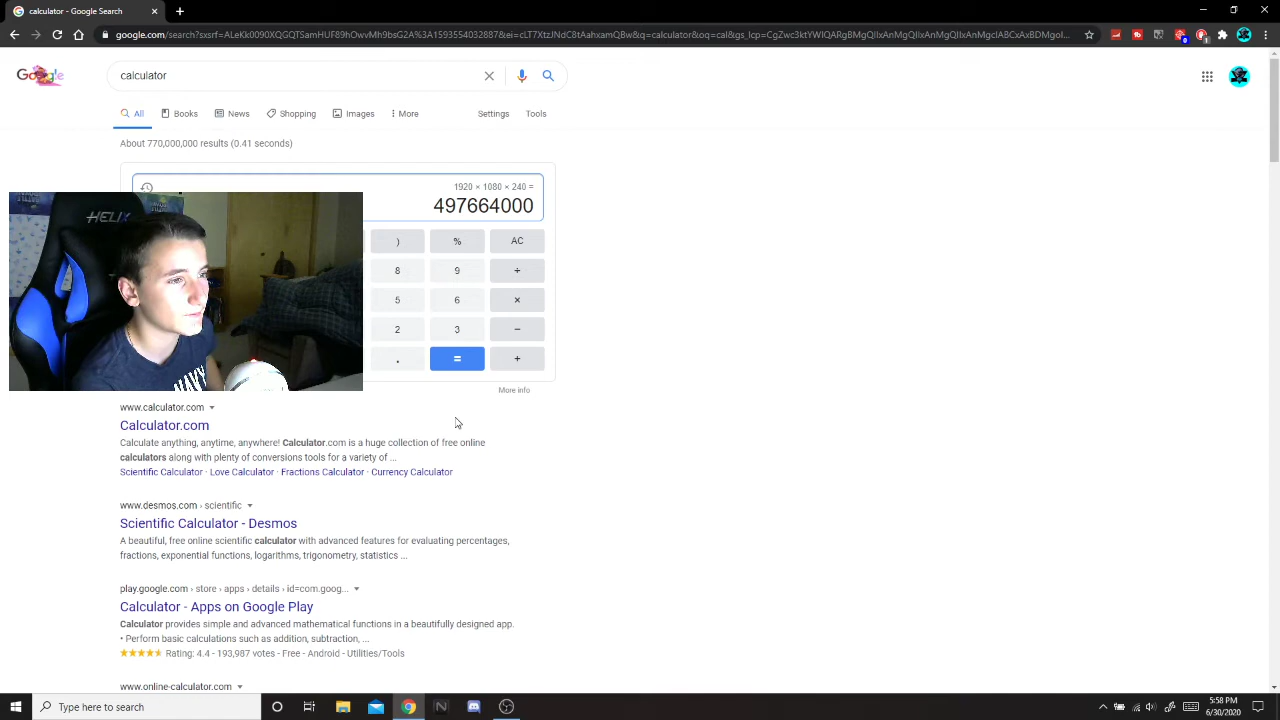 calculator - Google Search
google.com/search?sxsrf=ALeKk0090XQGQTSamHUF89hOwvMh9bsG2A%3A1593554032887&ei=cLT7XtzJNdC8tAahxamQBw&q=calculator&oq=cal&gs_lcp=
Google
calculator
All
Books
News
Shopping
Images
More
Settings
Tools
About 770,000,000 results (0.41 seconds)
1920 × 1080 × 240 =
497664000
) % AC
8 9 ÷
5 6 ×
2 3 −
. = +
HELIX
NAVY
More info
www.calculator.com
Calculator.com
Calculate anything, anytime, anywhere! Calculator.com is a huge collection of free online
calculators along with plenty of conversions tools for a variety of ...
Scientific Calculator · Love Calculator · Fractions Calculator · Currency Calculator
www.desmos.com › scientific
Scientific Calculator - Desmos
A beautiful, free online scientific calculator with advanced features for evaluating percentages,
fractions, exponential functions, logarithms, trigonometry, statistics ...
play.google.com › store › apps › details › id=com.goog...
Calculator - Apps on Google Play
Calculator provides simple and advanced mathematical functions in a beautifully designed app.
• Perform basic calculations such as addition, subtraction, ...
Rating: 4.4 - 193,987 votes - Free - Android - Utilities/Tools
www.online-calculator.com
Type here to search
5:58 PM
6/30/2020